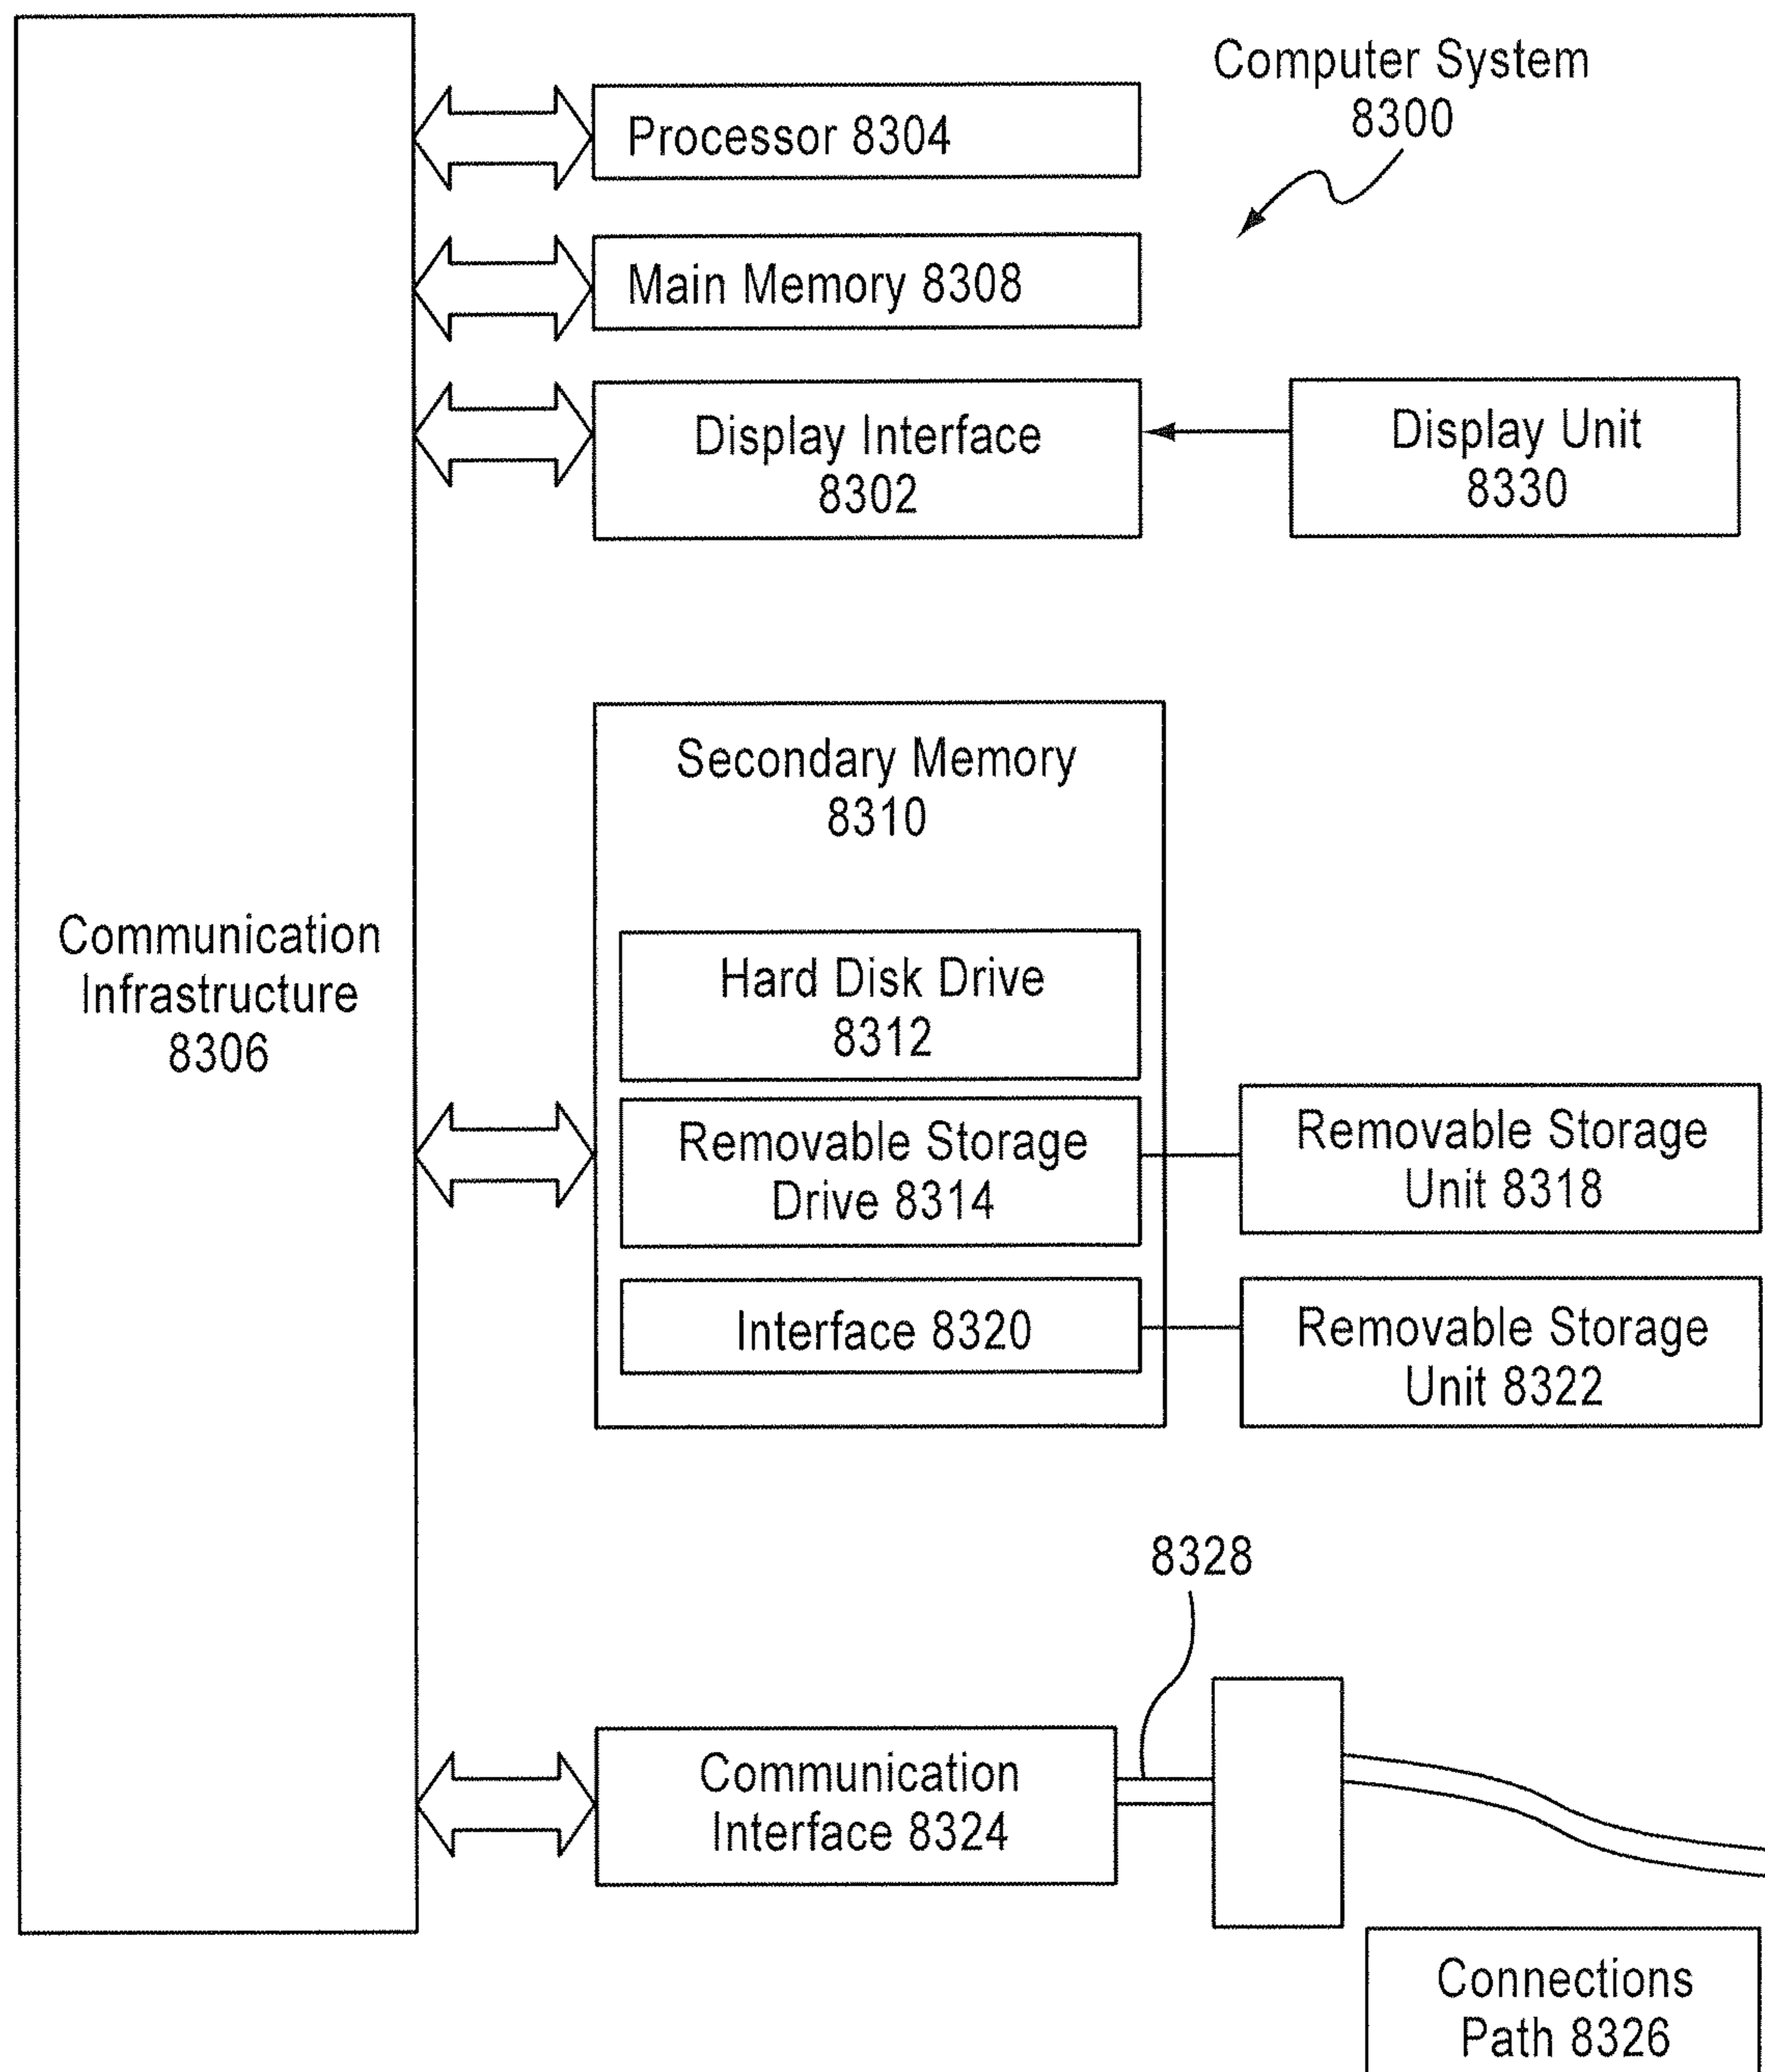 Computer System
8300
Processor 8304
Main Memory 8308
Display Interface
8302
Display Unit
8330
Secondary Memory
8310
Communication
Infrastructure
8306
Hard Disk Drive
8312
Removable Storage
Drive 8314
Removable Storage
Unit 8318
Interface 8320
Removable Storage
Unit 8322
8328
Communication
Interface 8324
Connections
Path 8326